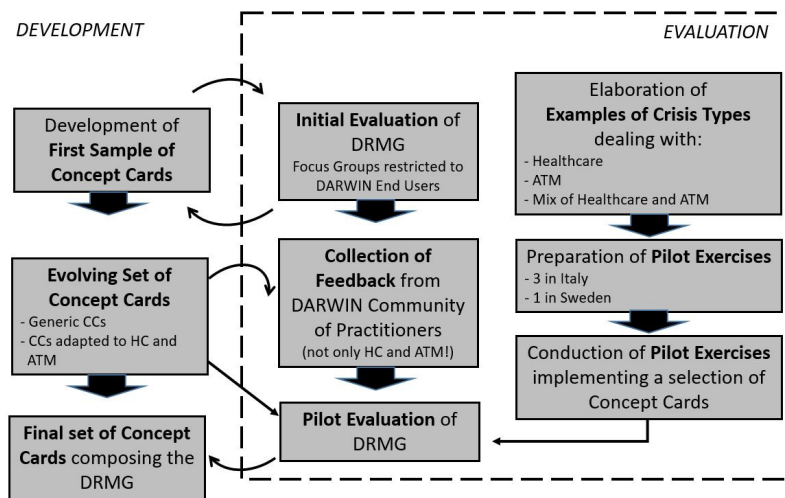 DEVELOPMENT
EVALUATION
Development of
First Sample of
Concept Cards
Evolving Set of
Concept Cards
- Generic CCs
- CCs adapted to HC and
ATM
Final set of Concept
Cards composing the
DRMG
Initial Evaluation of
DRMG
Focus Groups restricted to
DARWIN End Users
Collection of
Feedback from
DARWIN Community
of Practitioners
(not only HC and ATM!)
Pilot Evaluation of
DRMG
Elaboration of
Examples of Crisis Types
dealing with:
- Healthcare
- ATM
- Mix of Healthcare and ATM
Preparation of Pilot Exercises
- 3 in Italy
- 1 in Sweden
Conduction of Pilot Exercises
implementing a selection of
Concept Cards